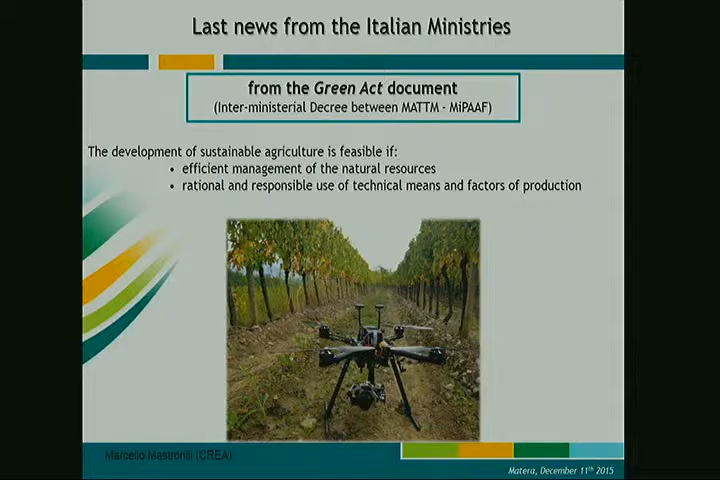 Last news from the Italian Ministries
from the Green Act document
(Inter-ministerial Decree between MATTM - MiPAAF)
The development of sustainable agriculture is feasible if:
• efficient management of the natural resources
• rational and responsible use of technical means and factors of production
Marcello Mastrorilli (CREA)
Matera, December 11th 2015